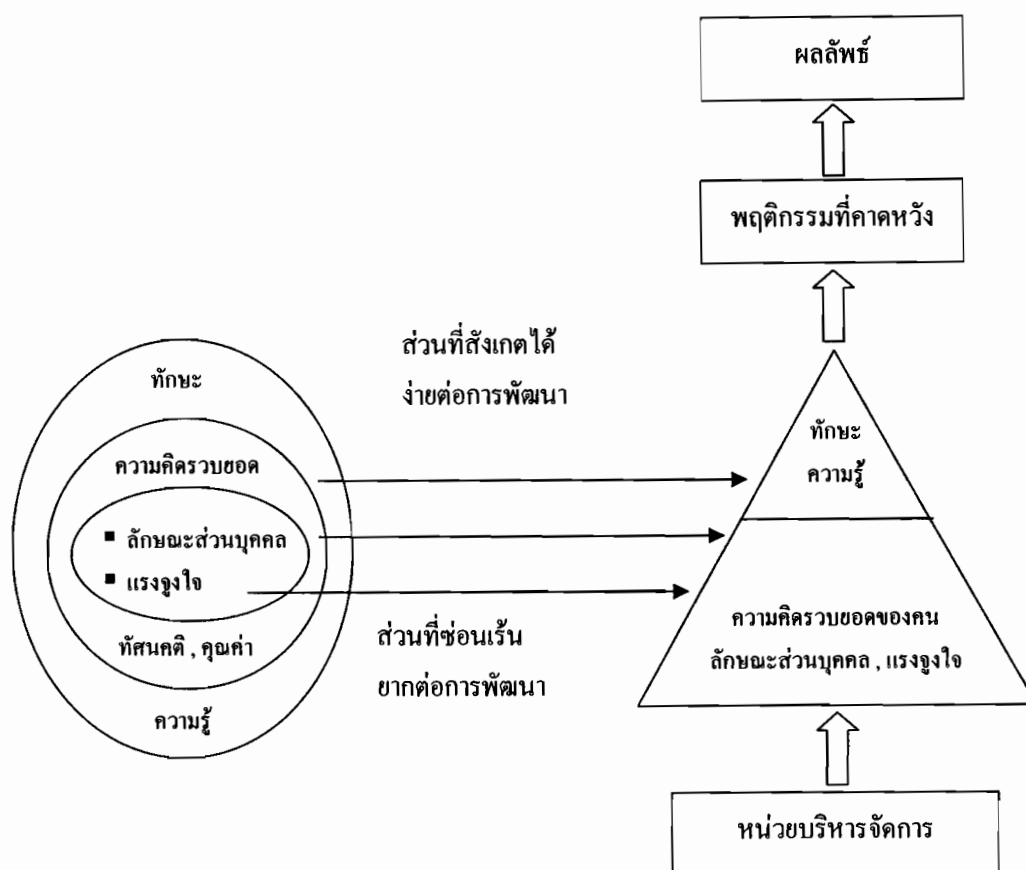 ผลลัพธ์
พฤติกรรมที่คาดหวัง
ส่วนที่สังเกตได้
ง่ายต่อการพัฒนา
ทักษะ
ความคิดรวบยอด
▪ ลักษณะส่วนบุคคล
▪ แรงจูงใจ
ทัศนคติ , คุณค่า
ความรู้
ส่วนที่ซ่อนเร้น
ยากต่อการพัฒนา
ทักษะ
ความรู้
ความคิดรวบยอดของคน
ลักษณะส่วนบุคคล , แรงจูงใจ
หน่วยบริหารจัดการ